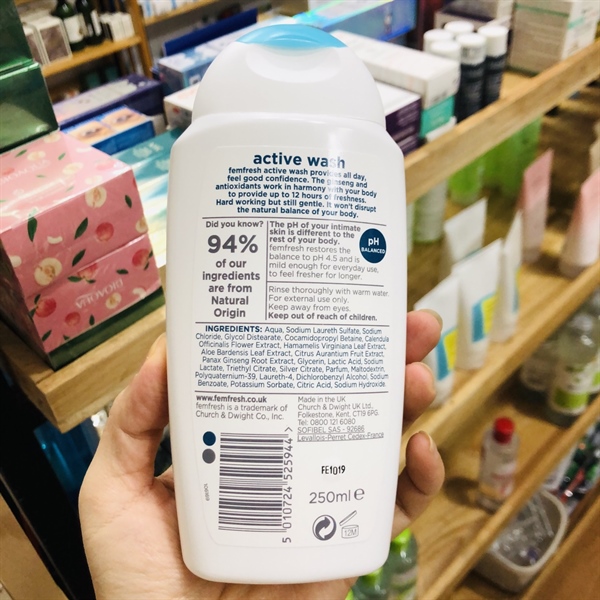 active wash
femfresh active wash provides all day,
feel good confidence. The ginseng and
antioxidants work in harmony with your body
to provide up to 12 hours of freshness.
Hard working but still gentle. It won't disrupt
the natural balance of your body.
Did you know?
94%
of our
ingredients
are from
Natural
Origin
The pH of your intimate
skin is different to the
rest of your body.
femfresh restores the
balance to pH 4.5 and is
mild enough for everyday use,
to feel fresher for longer.
pH
BALANCED
Rinse thoroughly with warm water.
For external use only.
Keep away from eyes.
Keep out of reach of children.
INGREDIENTS: Aqua, Sodium Laureth Sulfate, Sodium
Chloride, Glycol Distearate, Cocamidopropyl Betaine, Calendula
Officinalis Flower Extract, Hamamelis Virginiana Leaf Extract,
Aloe Bardensis Leaf Extract, Citrus Aurantium Fruit Extract,
Panax Ginseng Root Extract, Glycerin, Lactic Acid, Sodium
Lactate, Triethyl Citrate, Silver Citrate, Parfum, Maltodextrin,
Polyquaternium-39, Laureth-4, Dichlorobenzyl Alcohol, Sodium
Benzoate, Potassium Sorbate, Citric Acid, Sodium Hydroxide.
www.femfresh.co.uk
femfresh is a trademark of
Church & Dwight Co., Inc.
Made in the UK
Church & Dwight UK Ltd.,
Folkestone, Kent, CT19 6PG.
Tel: 0800 121 6080
SOFIBEL SAS - 92686
Levallois-Perret Cedex-France
5 010724 525944 >
FE1019
250ml e
12M